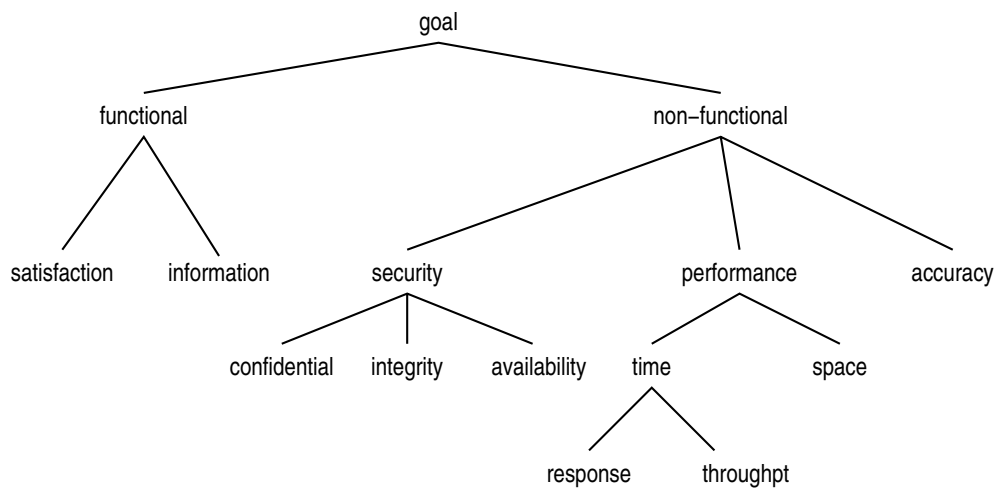 goal
functional
non−functional
satisfaction
information
security
performance
accuracy
confidential
integrity
availability
time
space
response
throughpt